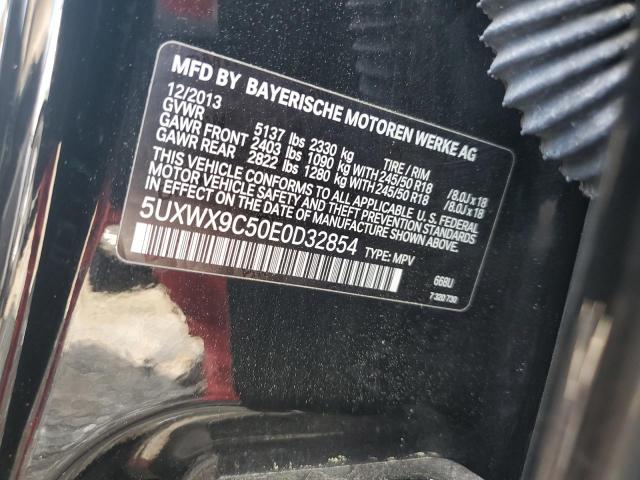 MFD BY BAYERISCHE MOTOREN WERKE AG
12/2013
GVWR 5137 lbs 2330 kg TIRE / RIM
GAWR FRONT 2403 lbs 1090 kg WITH 245/50 R18 / 8.0J x 18
GAWR REAR 2822 lbs 1280 kg WITH 245/50 R18 / 8.0J x 18
THIS VEHICLE CONFORMS TO ALL APPLICABLE U.S. FEDERAL
MOTOR VEHICLE SAFETY AND THEFT PREVENTION STANDARDS
IN EFFECT ON THE DATE OF MANUFACTURE SHOWN ABOVE.
5UXWX9C50E0D32854 TYPE: MPV
668U
7 320 730